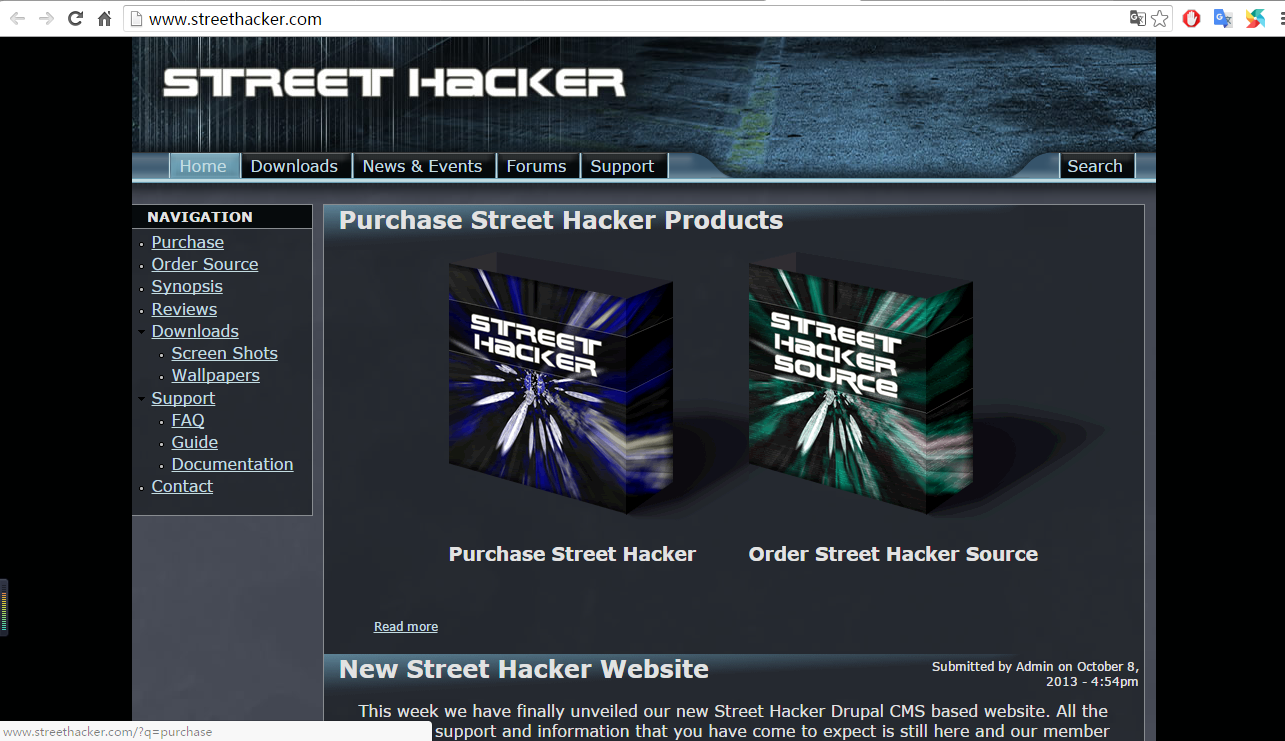 www.streethacker.com
STREET HACKER
Home Downloads News & Events Forums Support Search
NAVIGATION
Purchase
Order Source
Synopsis
Reviews
Downloads
Screen Shots
Wallpapers
Support
FAQ
Guide
Documentation
Contact
Purchase Street Hacker Products
STREET
HACKER
STREET
HACKER
SOURCE
Purchase Street Hacker Order Street Hacker Source
Read more
New Street Hacker Website
Submitted by Admin on October 8,
2013 - 4:54pm
This week we have finally unveiled our new Street Hacker Drupal CMS based website. All the
support and information that you have come to expect is still here and our member
www.streethacker.com/?q=purchase